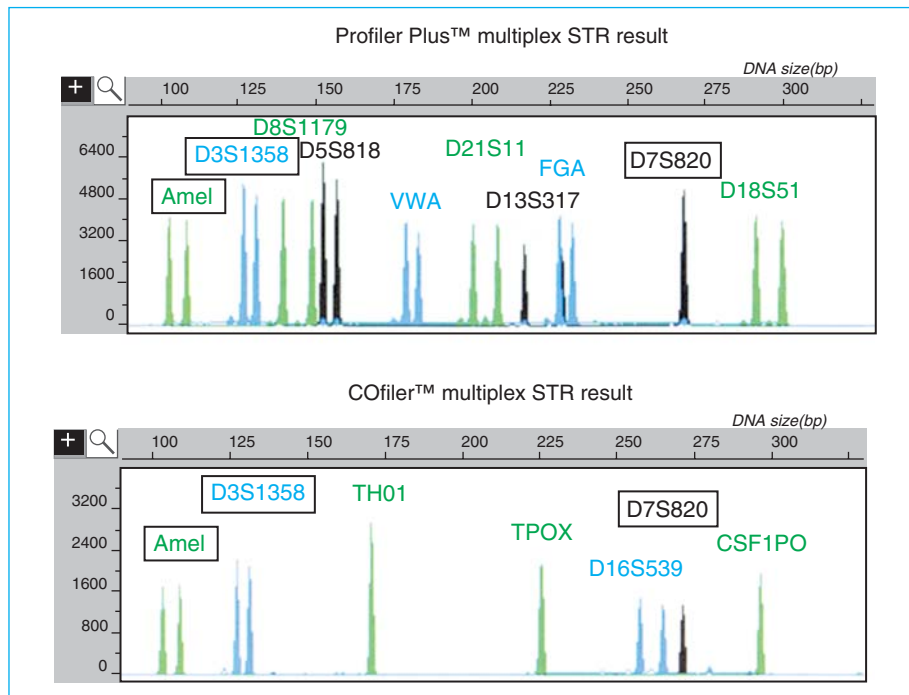 Profiler Plus™ multiplex STR result
DNA size(bp)
+ 100 125 150 175 200 225 250 275 300
D8S1179
D3S1358 D5S818 D21S11 FGA D7S820
Amel VWA D13S317 D18S51
6400
4800
3200
1600
0
COfiler™ multiplex STR result
DNA size(bp)
+ 100 125 150 175 200 225 250 275 300
D3S1358 TH01 D7S820
Amel TPOX D16S539 CSF1PO
3200
2400
1600
800
0